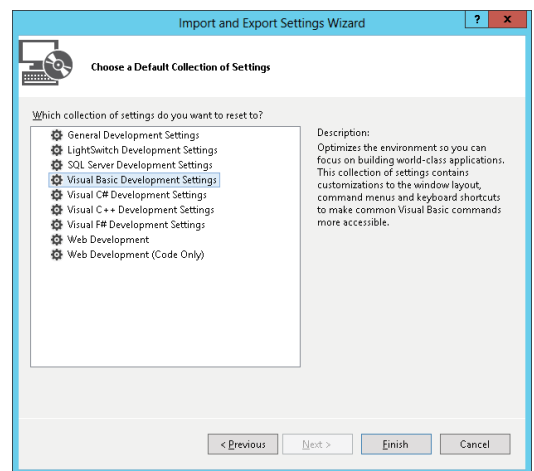 Import and Export Settings Wizard
? x
Choose a Default Collection of Settings
Which collection of settings do you want to reset to?
General Development Settings
LightSwitch Development Settings
SQL Server Development Settings
Visual Basic Development Settings
Visual C# Development Settings
Visual C++ Development Settings
Visual F# Development Settings
Web Development
Web Development (Code Only)
Description:
Optimizes the environment so you can
focus on building world-class applications.
This collection of settings contains
customizations to the window layout,
command menus and keyboard shortcuts
to make common Visual Basic commands
more accessible.
< Previous
Next >
Finish
Cancel